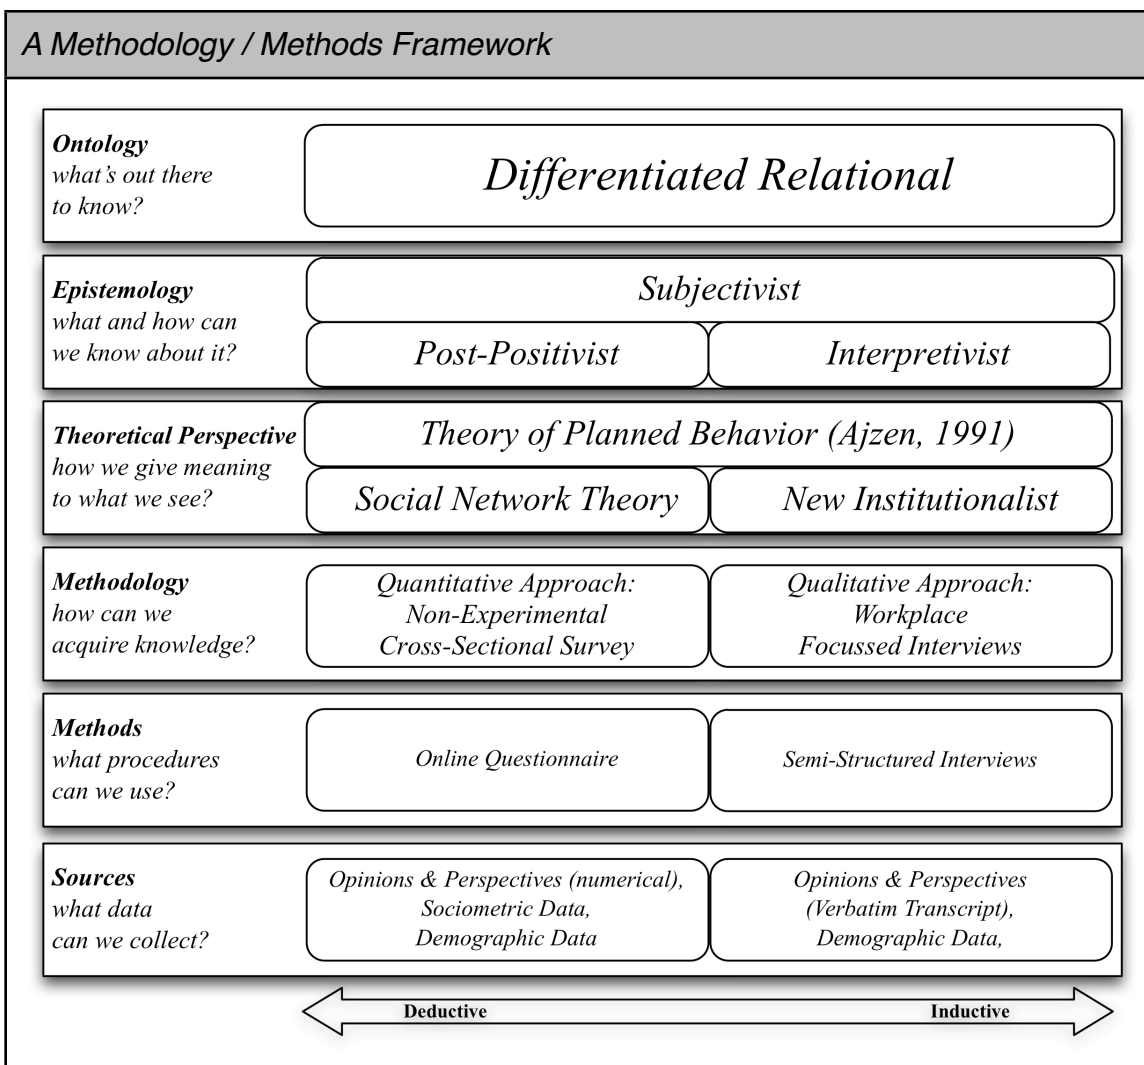 A Methodology / Methods Framework
Ontology
what's out there
to know?
Differentiated Relational
Epistemology
what and how can
we know about it?
Subjectivist
Post-Positivist
Interpretivist
Theoretical Perspective
how we give meaning
to what we see?
Theory of Planned Behavior (Ajzen, 1991)
Social Network Theory
New Institutionalist
Methodology
how can we
acquire knowledge?
Quantitative Approach:
Non-Experimental
Cross-Sectional Survey
Qualitative Approach:
Workplace
Focussed Interviews
Methods
what procedures
can we use?
Online Questionnaire
Semi-Structured Interviews
Sources
what data
can we collect?
Opinions & Perspectives (numerical),
Sociometric Data,
Demographic Data
Opinions & Perspectives
(Verbatim Transcript),
Demographic Data,
Deductive
Inductive